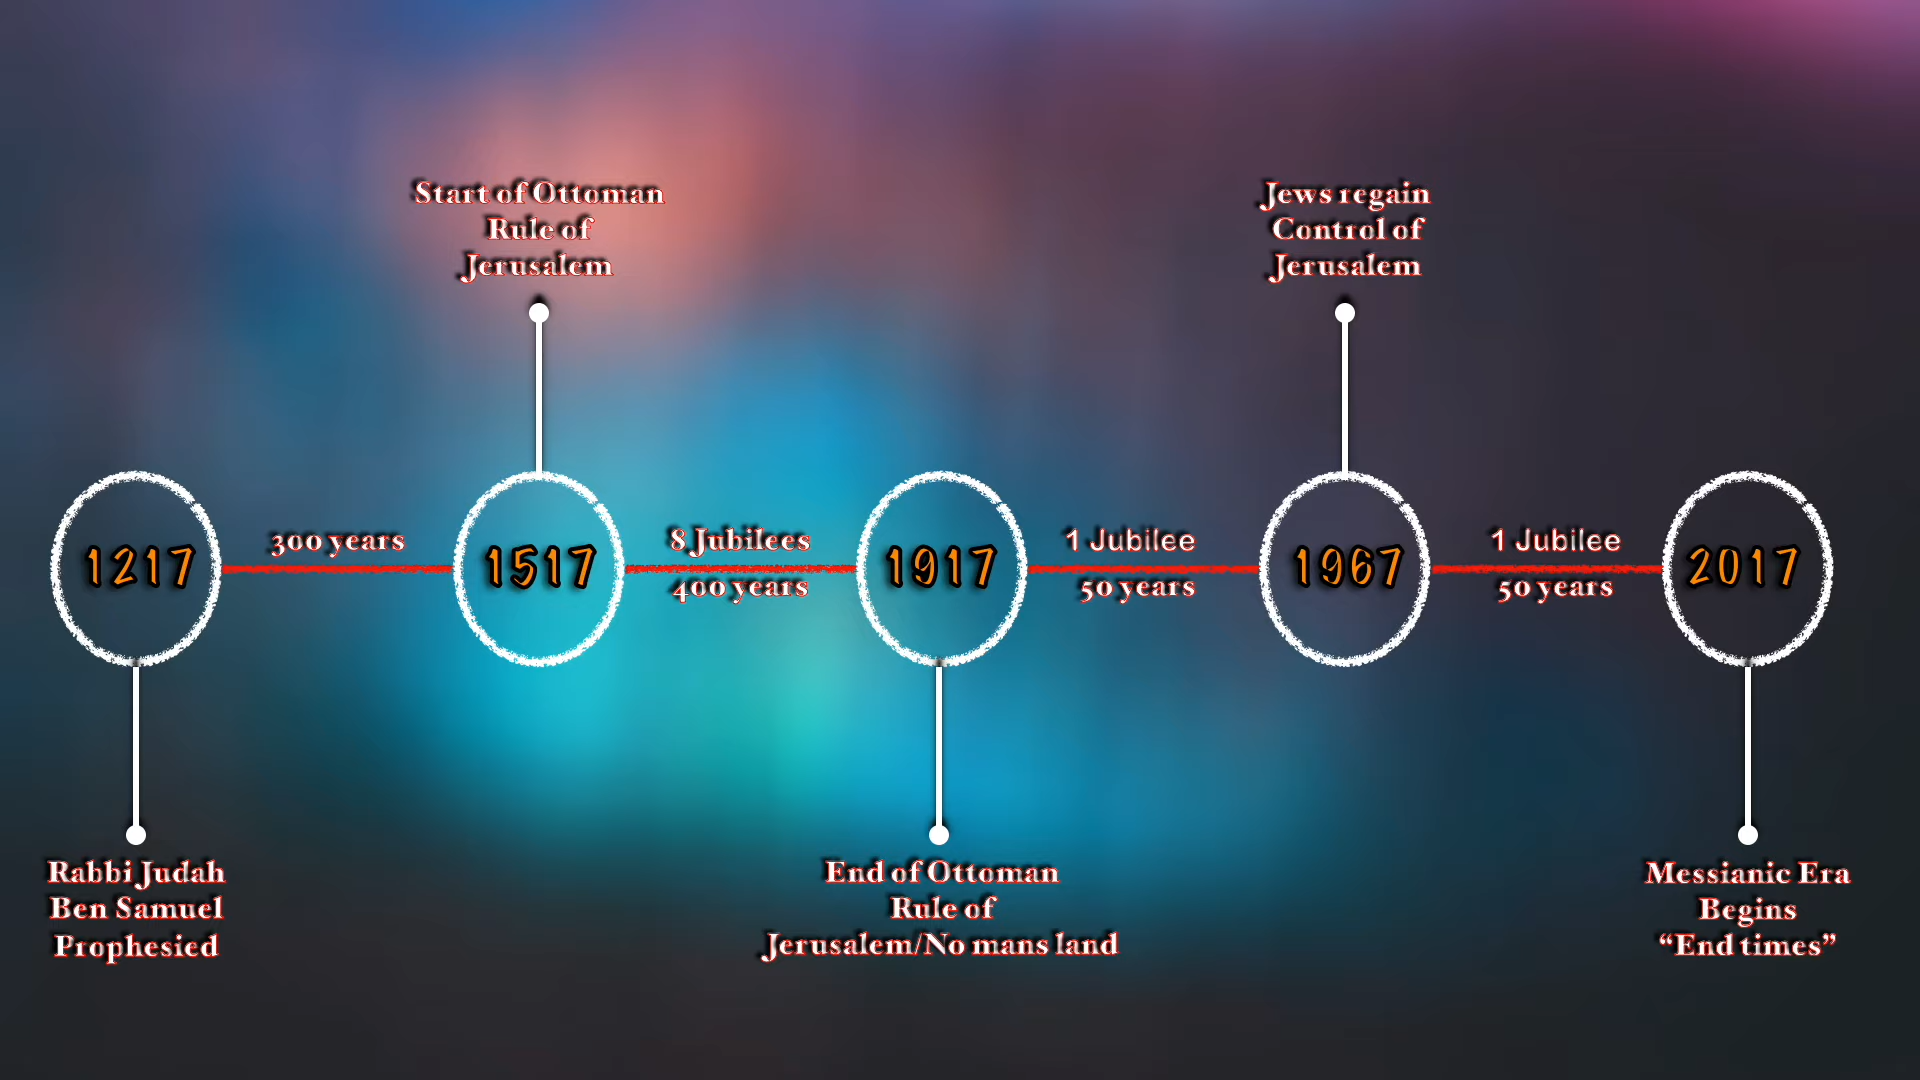 Start of Ottoman
Rule of
Jerusalem
Jews regain
Control of
Jerusalem
1217
300 years
1517
8 Jubilees
400 years
1917
1 Jubilee
50 years
1967
1 Jubilee
50 years
2017
Rabbi Judah
Ben Samuel
Prophesied
End of Ottoman
Rule of
Jerusalem/No mans land
Messianic Era
Begins
“End times”